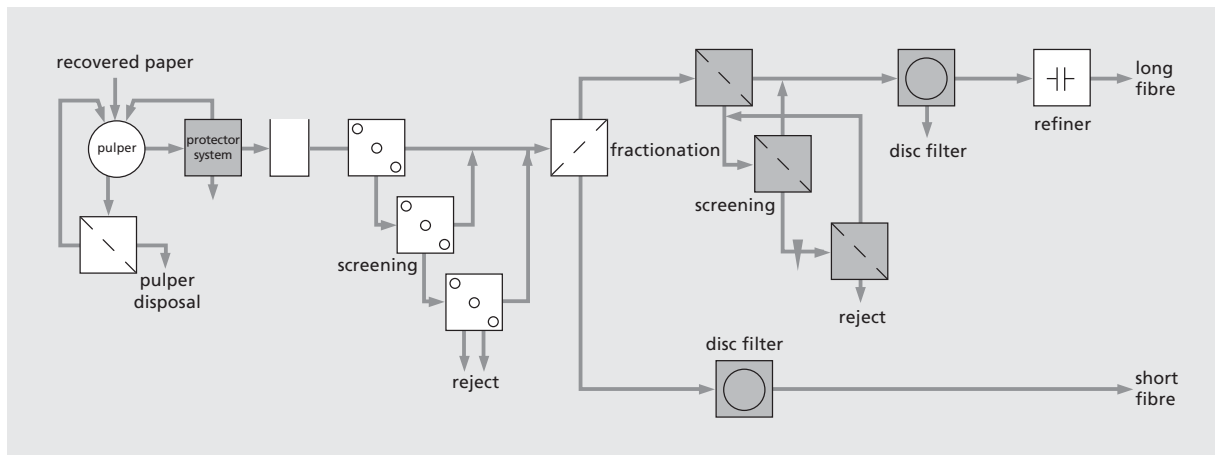 recovered paper
pulper
protector
system
pulper
disposal
screening
reject
fractionation
screening
reject
disc filter
refiner
long
fibre
disc filter
short
fibre